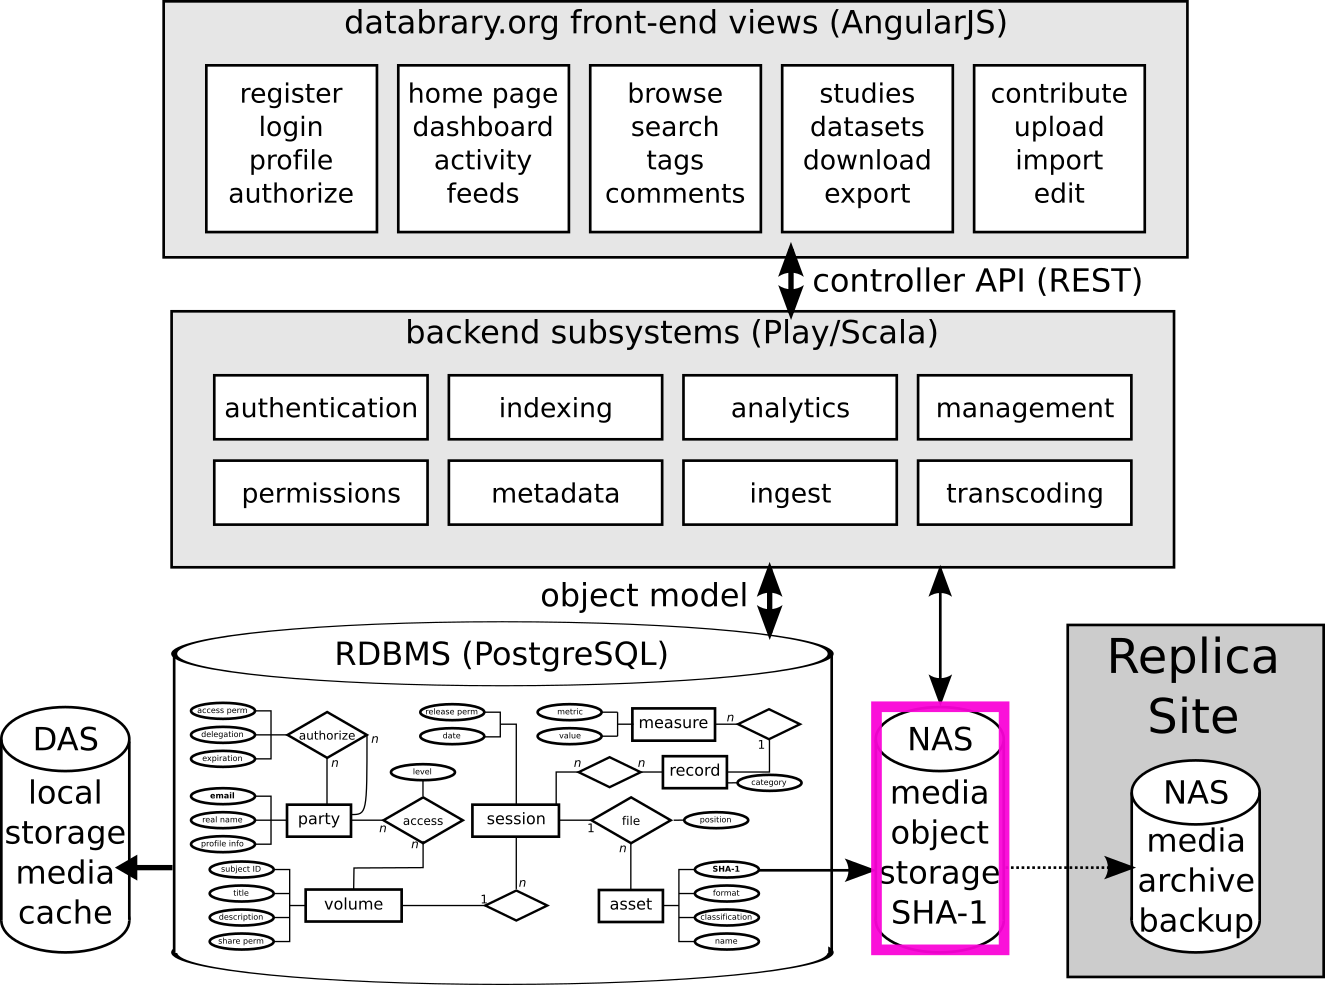 databrary.org front-end views (AngularJS)
register
login
profile
authorize
home page
dashboard
activity
feeds
browse
search
tags
comments
studies
datasets
download
export
contribute
upload
import
edit
controller API (REST)
backend subsystems (Play/Scala)
authentication
indexing
analytics
management
permissions
metadata
ingest
transcoding
object model
RDBMS (PostgreSQL)
access perm
delegation
expiration
authorize
n
n
email
real name
profile info
party
n
level
access
n
subject ID
title
description
share perm
volume
1
n
release perm
date
session
metric
value
measure
n
1
n
n
record
category
1
file
n
position
asset
SHA-1
format
classification
name
DAS
local
storage
media
cache
NAS
media
object
storage
SHA-1
Replica
Site
NAS
media
archive
backup